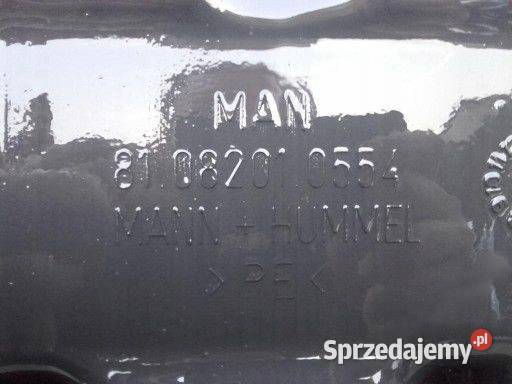 MAN
81.08201.0554
MANN + HUMMEL
> PE <
Sprzedajemy.pl